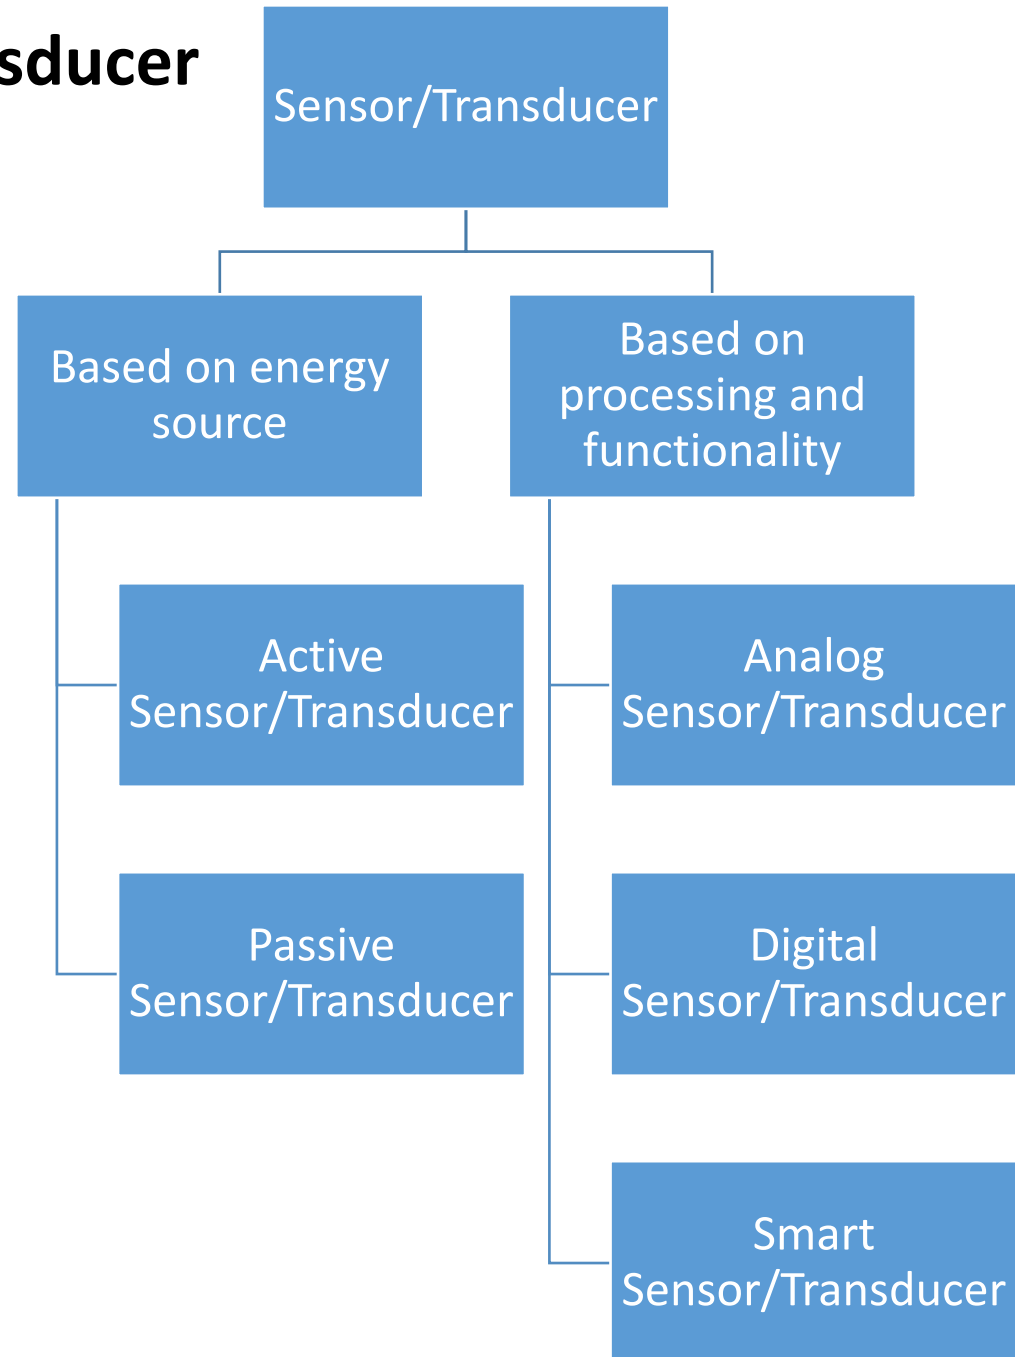 sducer
Sensor/Transducer
Based on energy
source
Based on
processing and
functionality
Active
Sensor/Transducer
Analog
Sensor/Transducer
Passive
Sensor/Transducer
Digital
Sensor/Transducer
Smart
Sensor/Transducer